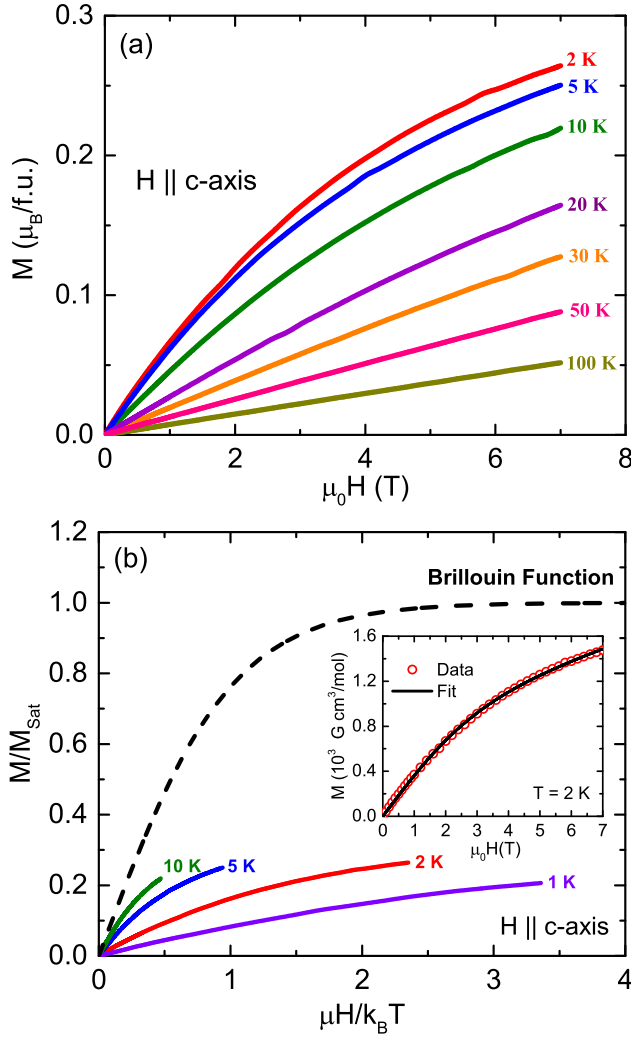 (a)
M (μB/f.u.)
0.3
0.2
0.1
0.0
H || c-axis
2 K
5 K
10 K
20 K
30 K
50 K
100 K
0 2 4 6 8
μ0H (T)
(b)
M/MSat
1.2
1.0
0.8
0.6
0.4
0.2
0.0
Brillouin Function
M (10³ G cm³/mol)
1.6
1.2
0.8
0.4
0.0
Data
Fit
T = 2 K
0 1 2 3 4 5 6 7
μ0H(T)
10 K
5 K
2 K
1 K
H || c-axis
0 1 2 3 4
μH/kBT